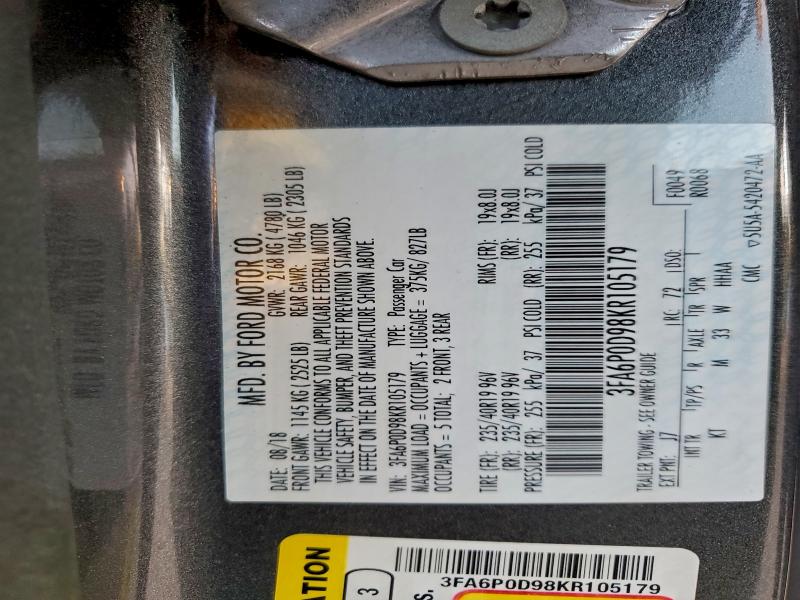 MFD. BY FORD MOTOR CO.
DATE: 08/18 GVWR: 2168 KG ( 4780 LB)
FRONT GAWR: 1145 KG ( 2525 LB) REAR GAWR: 1046 KG ( 2305 LB)
THIS VEHICLE CONFORMS TO ALL APPLICABLE FEDERAL MOTOR
VEHICLE SAFETY, BUMPER, AND THEFT PREVENTION STANDARDS
IN EFFECT ON THE DATE OF MANUFACTURE SHOWN ABOVE.
VIN: 3FA6P0D98KR105179 TYPE: Passenger Car
MAXIMUM LOAD = OCCUPANTS + LUGGAGE = 375KG/ 827LB
OCCUPANTS = 5 TOTAL; 2 FRONT, 3 REAR
TIRE (FR): 235/40R19 96V RMS (FR): 19x8.0J
(RR): 235/40R19 96V (RR): 19x8.0J
PRESSURE (FR): 255 kPa/ 37 PSI COLD (RR): 255 kPa/ 37 PSI COLD
3FA6P0D98KR105179
TRAILER TOWING - SEE OWNER GUIDE
EXT PNT: J7 RC: 72 DSO: F0049
R0068
INT TR TP/PS R AXLE TR SPR
KT M 33 W HHAA
CMC ▽5U5A-5420472-AA
ATION
3
S.
3FA6P0D98KR105179